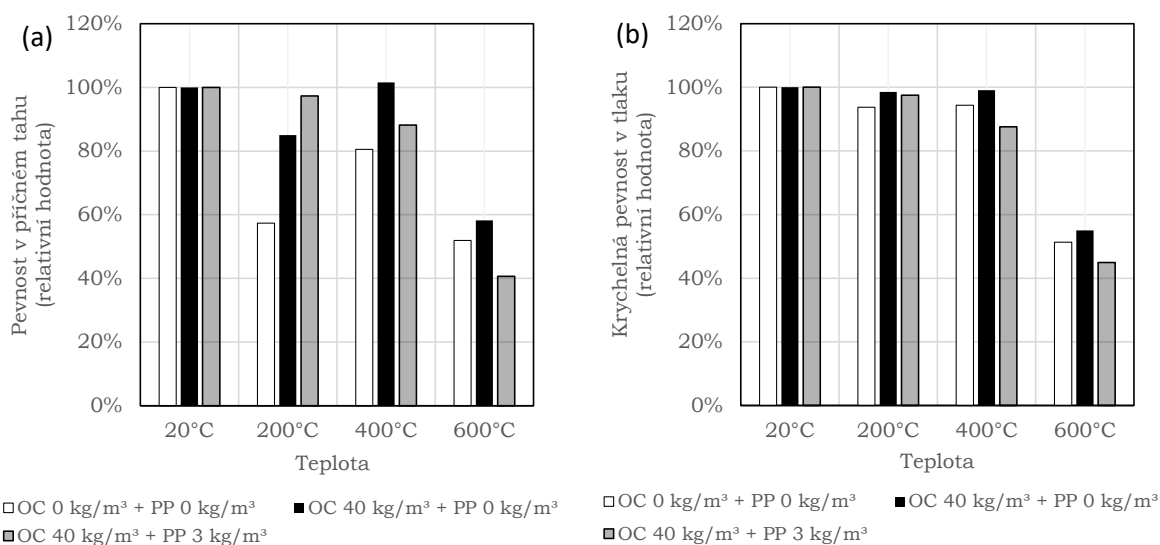 (a)
Pevnost v příčném tahu
(relativní hodnota)
120%
100%
80%
60%
40%
20%
0%
20°C 200°C 400°C 600°C
Teplota
OC 0 kg/m³ + PP 0 kg/m³ OC 40 kg/m³ + PP 0 kg/m³
OC 40 kg/m³ + PP 3 kg/m³
(b)
Krychelná pevnost v tlaku
(relativní hodnota)
120%
100%
80%
60%
40%
20%
0%
20°C 200°C 400°C 600°C
Teplota
OC 0 kg/m³ + PP 0 kg/m³ OC 40 kg/m³ + PP 0 kg/m³
OC 40 kg/m³ + PP 3 kg/m³